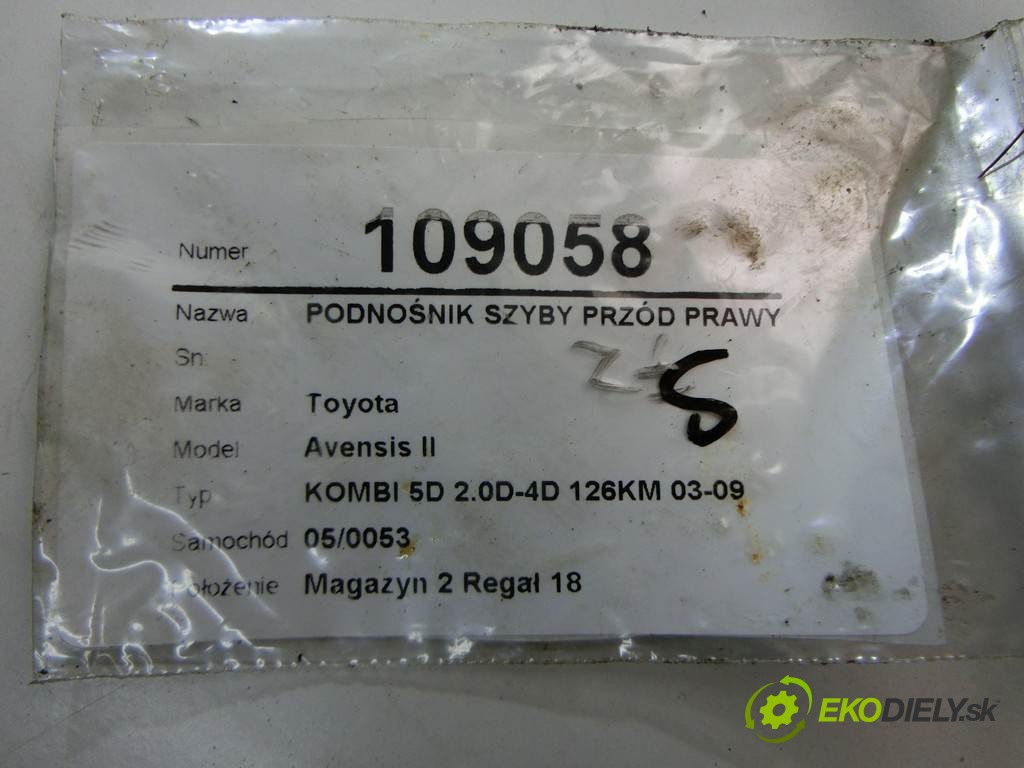 Numer 109058
Nazwa PODNOŚNIK SZYBY PRZÓD PRAWY
Sn:
Marka Toyota
Model Avensis II
Typ KOMBI 5D 2.0D-4D 126KM 03-09
Samochód 05/0053
Położenie Magazyn 2 Regał 18
EKODIELY.sk